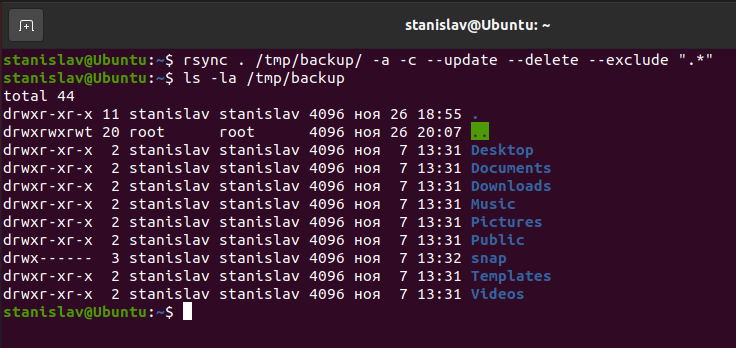 stanislav@Ubuntu: ~
stanislav@Ubuntu:~$ rsync . /tmp/backup/ -a -c --update --delete --exclude ".*"
stanislav@Ubuntu:~$ ls -la /tmp/backup
total 44
drwxr-xr-x 11 stanislav stanislav 4096 ноя 26 18:55 .
drwxrwxrwt 20 root      root      4096 ноя 26 20:07 ..
drwxr-xr-x  2 stanislav stanislav 4096 ноя  7 13:31 Desktop
drwxr-xr-x  2 stanislav stanislav 4096 ноя  7 13:31 Documents
drwxr-xr-x  2 stanislav stanislav 4096 ноя  7 13:31 Downloads
drwxr-xr-x  2 stanislav stanislav 4096 ноя  7 13:31 Music
drwxr-xr-x  2 stanislav stanislav 4096 ноя  7 13:31 Pictures
drwxr-xr-x  2 stanislav stanislav 4096 ноя  7 13:31 Public
drwx------  3 stanislav stanislav 4096 ноя  7 13:32 snap
drwxr-xr-x  2 stanislav stanislav 4096 ноя  7 13:31 Templates
drwxr-xr-x  2 stanislav stanislav 4096 ноя  7 13:31 Videos
stanislav@Ubuntu:~$